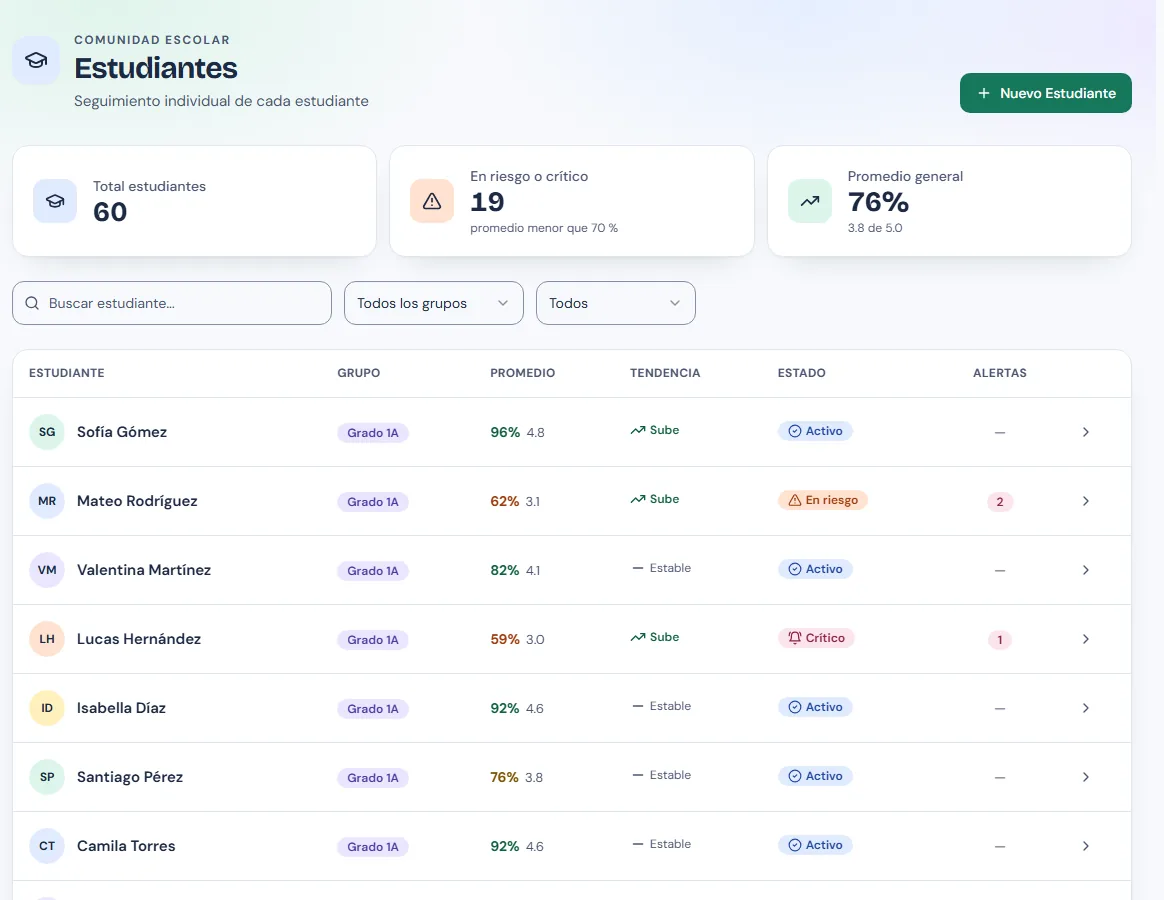 COMUNIDAD ESCOLAR
Estudiantes
Seguimiento individual de cada estudiante
+ Nuevo Estudiante
Total estudiantes
60
En riesgo o crítico
19
promedio menor que 70 %
Promedio general
76%
3.8 de 5.0
Buscar estudiante...
Todos los grupos
Todos
ESTUDIANTE GRUPO PROMEDIO TENDENCIA ESTADO ALERTAS
SG Sofía Gómez Grado 1A 96% 4.8 Sube Activo —
MR Mateo Rodríguez Grado 1A 62% 3.1 Sube En riesgo 2
VM Valentina Martínez Grado 1A 82% 4.1 Estable Activo —
LH Lucas Hernández Grado 1A 59% 3.0 Sube Crítico 1
ID Isabella Díaz Grado 1A 92% 4.6 Estable Activo —
SP Santiago Pérez Grado 1A 76% 3.8 Estable Activo —
CT Camila Torres Grado 1A 92% 4.6 Estable Activo —